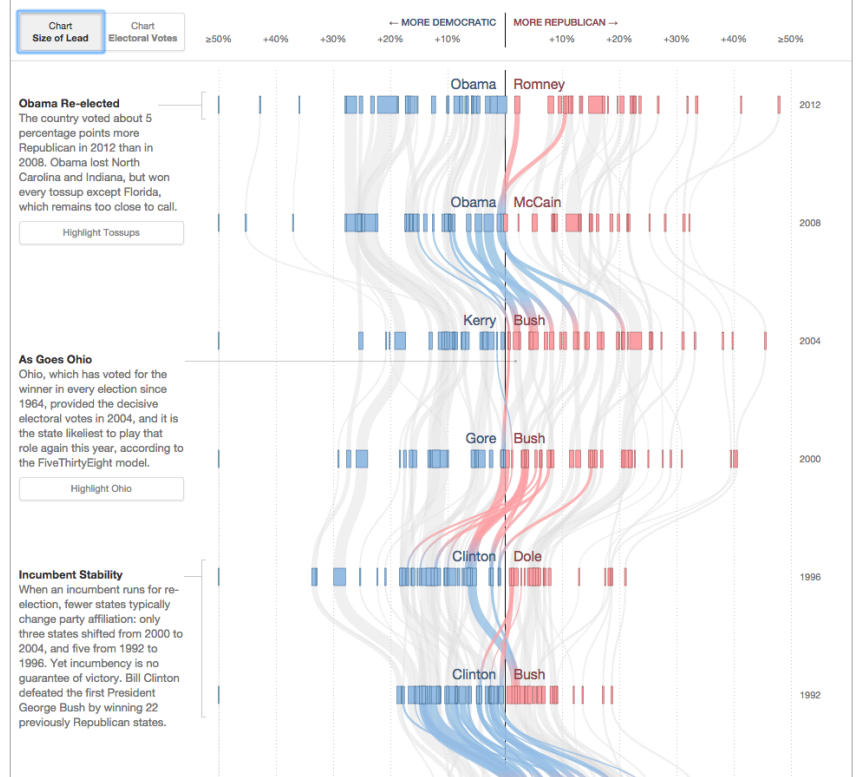 Chart
Size of Lead
Chart
Electoral Votes
← MORE DEMOCRATIC
MORE REPUBLICAN →
≥50%
+40%
+30%
+20%
+10%
+10%
+20%
+30%
+40%
≥50%
Obama
Romney
2012
Obama Re-elected
The country voted about 5
percentage points more
Republican in 2012 than in
2008. Obama lost North
Carolina and Indiana, but won
every tossup except Florida,
which remains too close to call.
Highlight Tossups
Obama
McCain
2008
Kerry
Bush
2004
As Goes Ohio
Ohio, which has voted for the
winner in every election since
1964, provided the decisive
electoral votes in 2004, and it is
the state likeliest to play that
role again this year, according to
the FiveThirtyEight model.
Highlight Ohio
Gore
Bush
2000
Clinton
Dole
1996
Incumbent Stability
When an incumbent runs for re-
election, fewer states typically
change party affiliation: only
three states shifted from 2000 to
2004, and five from 1992 to
1996. Yet incumbency is no
guarantee of victory. Bill Clinton
defeated the first President
George Bush by winning 22
previously Republican states.
Clinton
Bush
1992